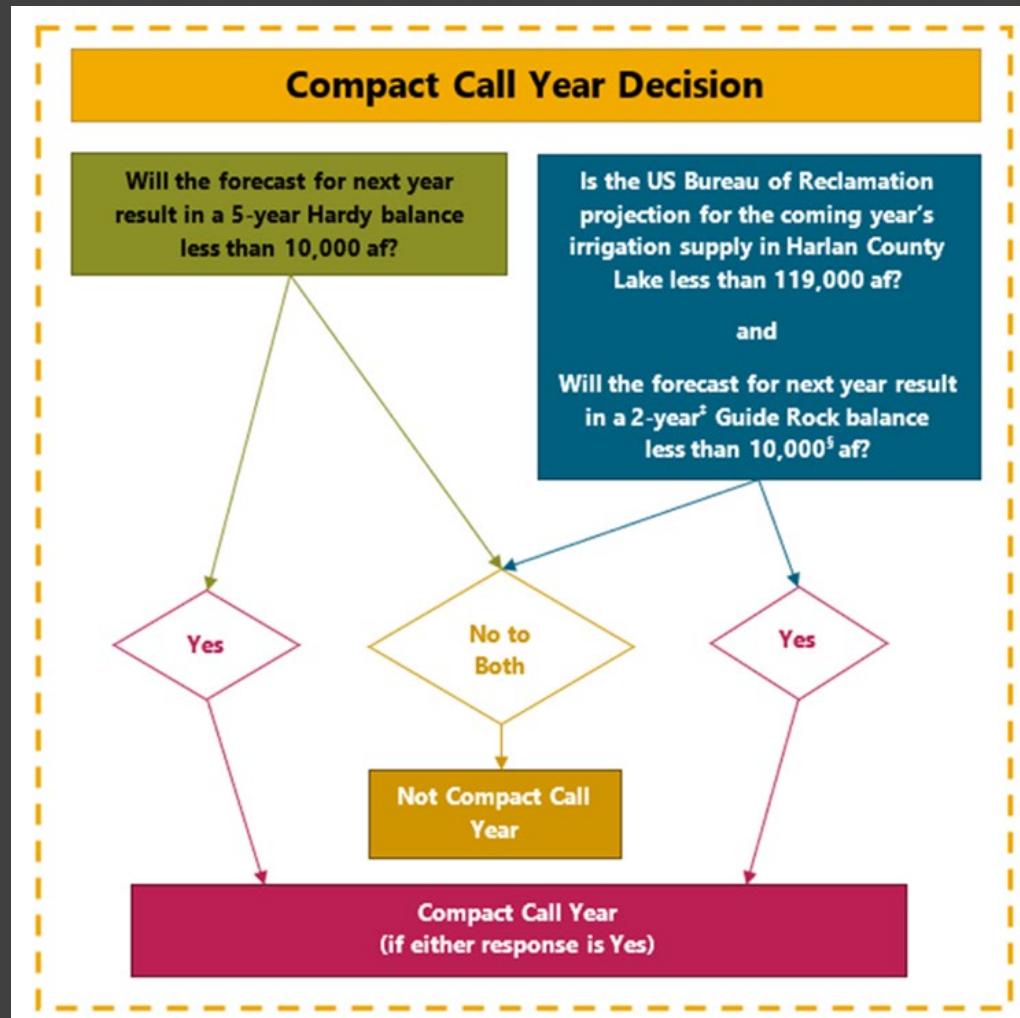 Compact Call Year Decision
Will the forecast for next year
result in a 5-year Hardy balance
less than 10,000 af?
Is the US Bureau of Reclamation
projection for the coming year's
irrigation supply in Harlan County
Lake less than 119,000 af?
and
Will the forecast for next year result
in a 2-year‡ Guide Rock balance
less than 10,000§ af?
Yes
No to
Both
Yes
Not Compact Call
Year
Compact Call Year
(if either response is Yes)